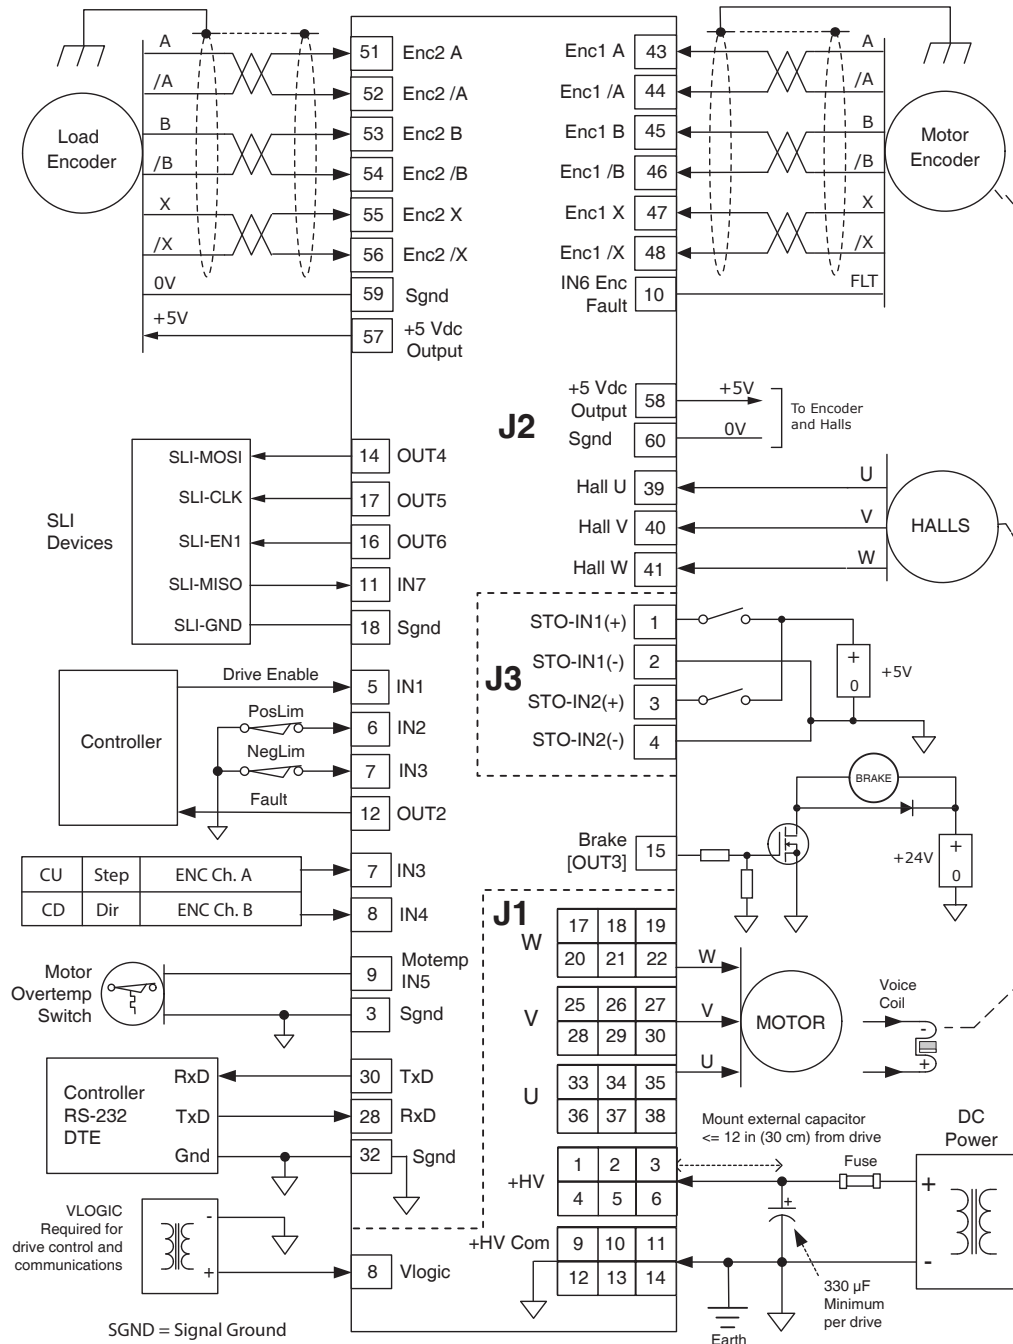 A
/A
B
/B
X
/X
0V
+5V
Load
Encoder
51 Enc2 A
52 Enc2 /A
53 Enc2 B
54 Enc2 /B
55 Enc2 X
56 Enc2 /X
59 Sgnd
57 +5 Vdc
Output
Enc1 A 43
Enc1 /A 44
Enc1 B 45
Enc1 /B 46
Enc1 X 47
Enc1 /X 48
IN6 Enc
Fault 10
A
/A
B
/B
X
/X
FLT
Motor
Encoder
J2
+5 Vdc
Output 58 +5V
Sgnd 60 0V
To Encoder
and Halls
Hall U 39 U
Hall V 40 V
Hall W 41 W
HALLS
SLI
Devices
SLI-MOSI 14 OUT4
SLI-CLK 17 OUT5
SLI-EN1 16 OUT6
SLI-MISO 11 IN7
SLI-GND 18 Sgnd
J3
STO-IN1(+) 1
STO-IN1(-) 2
STO-IN2(+) 3
STO-IN2(-) 4
+
0
+5V
Controller
Drive Enable 5 IN1
PosLim 6 IN2
NegLim 7 IN3
Fault 12 OUT2
BRAKE
Brake
[OUT3] 15
+24V
+
0
CU Step ENC Ch. A 7 IN3
CD Dir ENC Ch. B 8 IN4
J1
W
17 18 19
20 21 22
W
V
25 26 27
28 29 30
V
U
33 34 35
36 37 38
U
MOTOR
Voice
Coil
-
+
Motor
Overtemp
Switch
9 Motemp
IN5
3 Sgnd
Controller
RS-232
DTE
RxD 30 TxD
TxD 28 RxD
Gnd 32 Sgnd
Mount external capacitor
<= 12 in (30 cm) from drive
DC
Power
Fuse
+HV
1 2 3
4 5 6
+
+
-
+HV Com
9 10 11
12 13 14
330 µF
Minimum
per drive
Earth
VLOGIC
Required for
drive control and
communications
-
+
8 Vlogic
SGND = Signal Ground